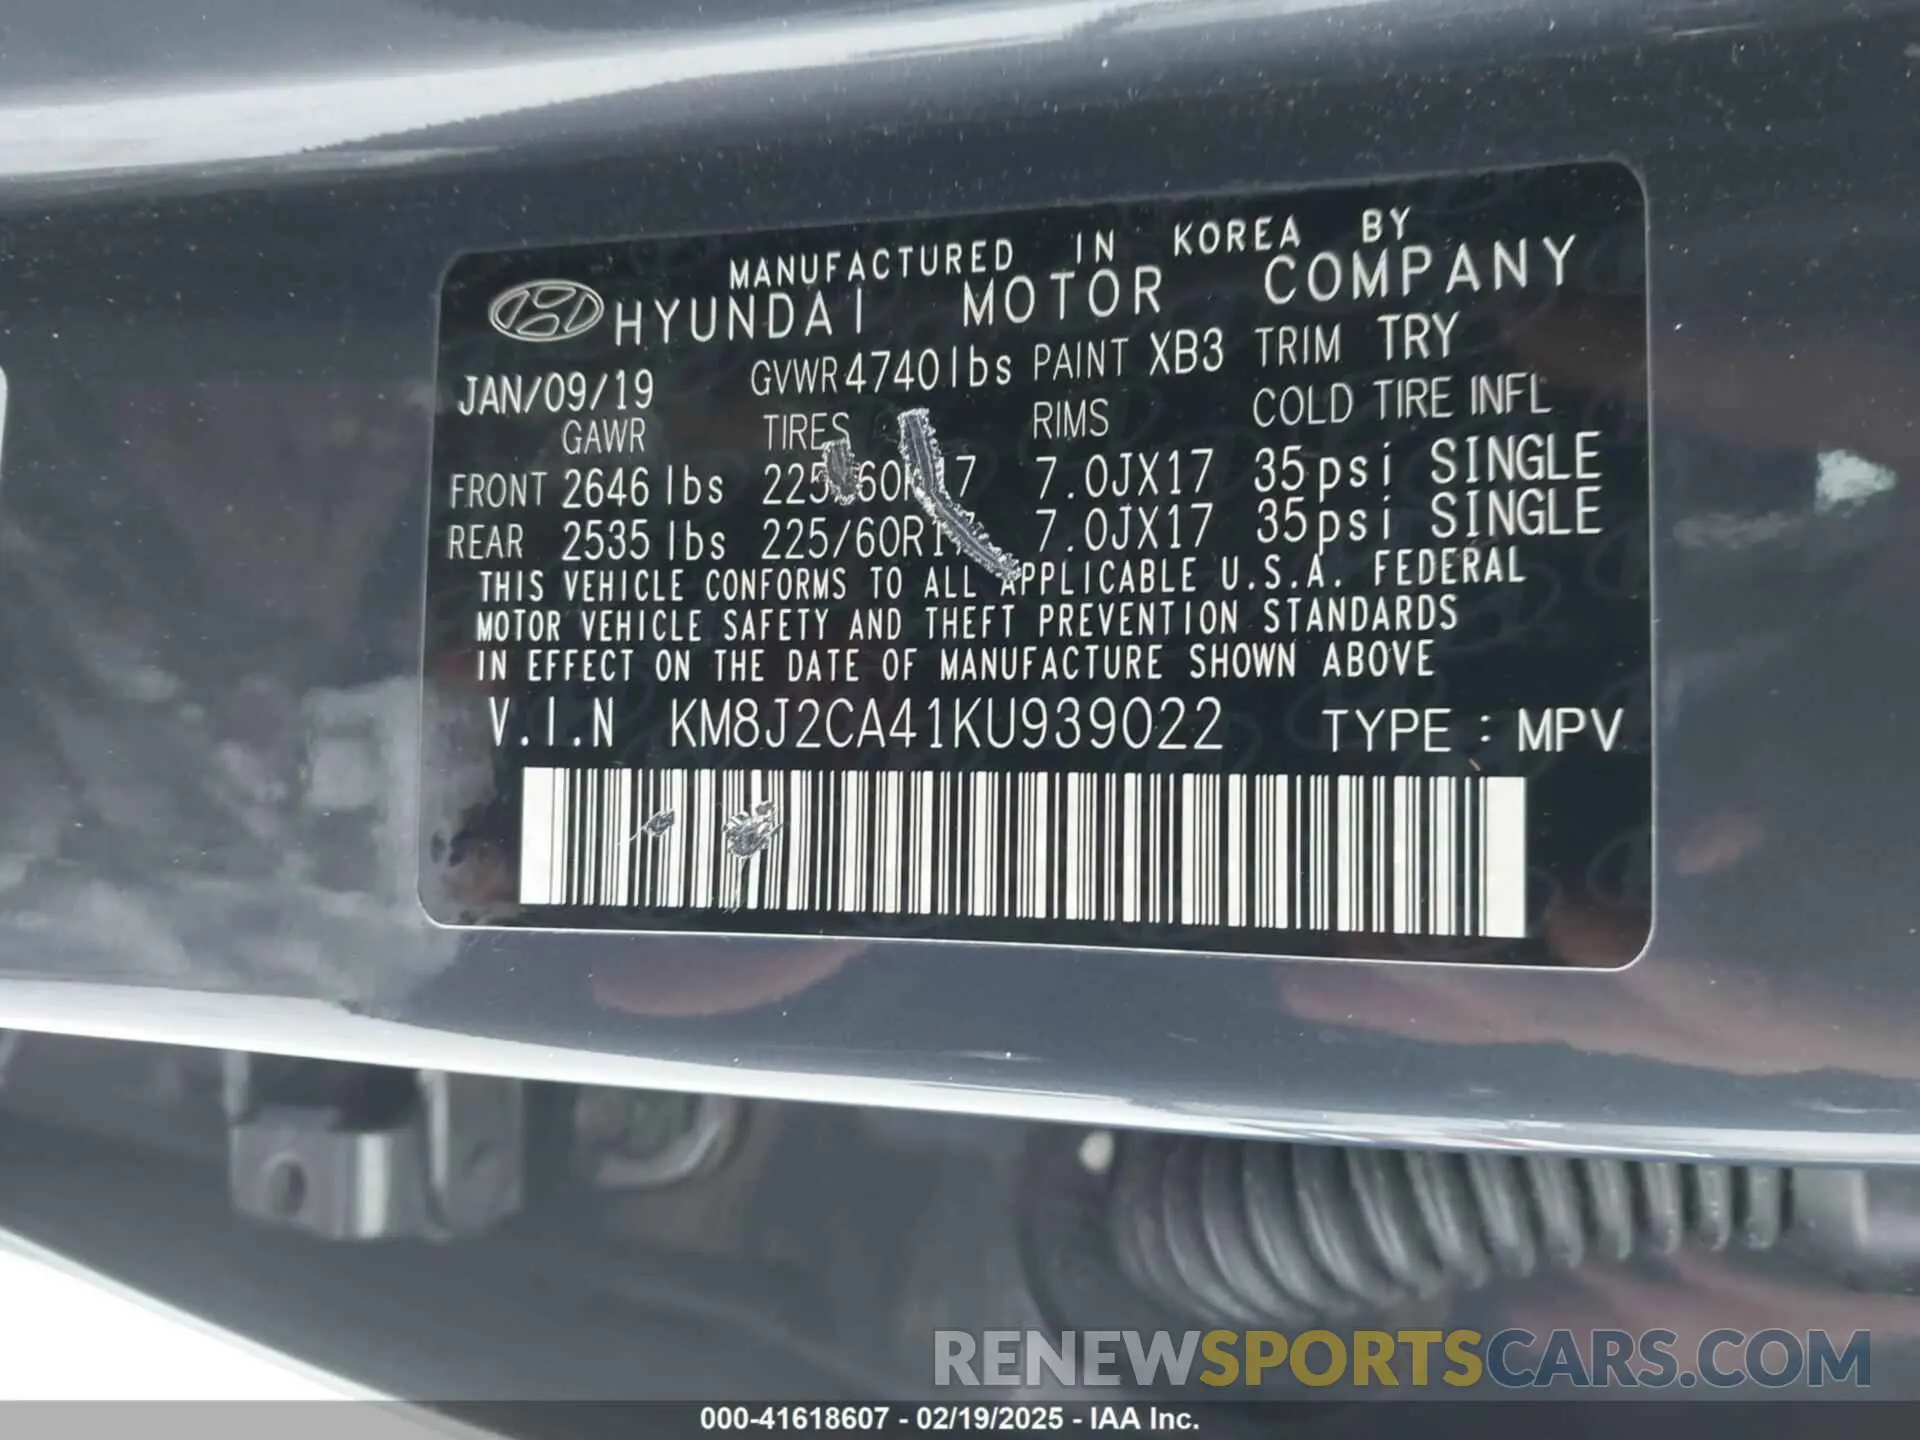 MANUFACTURED IN KOREA BY
HYUNDAI MOTOR COMPANY
JAN/09/19 GVWR 4740lbs PAINT XB3 TRIM TRY
GAWR TIRES RIMS COLD TIRE INFL
FRONT 2646 lbs 225/60R17 7.0JX17 35psi SINGLE
REAR 2535 lbs 225/60R17 7.0JX17 35psi SINGLE
THIS VEHICLE CONFORMS TO ALL APPLICABLE U.S.A. FEDERAL
MOTOR VEHICLE SAFETY AND THEFT PREVENTION STANDARDS
IN EFFECT ON THE DATE OF MANUFACTURE SHOWN ABOVE
V.I.N KM8J2CA41KU939022 TYPE : MPV
RENEWSPORTSCARS.COM
000-41618607 - 02/19/2025 - IAA Inc.